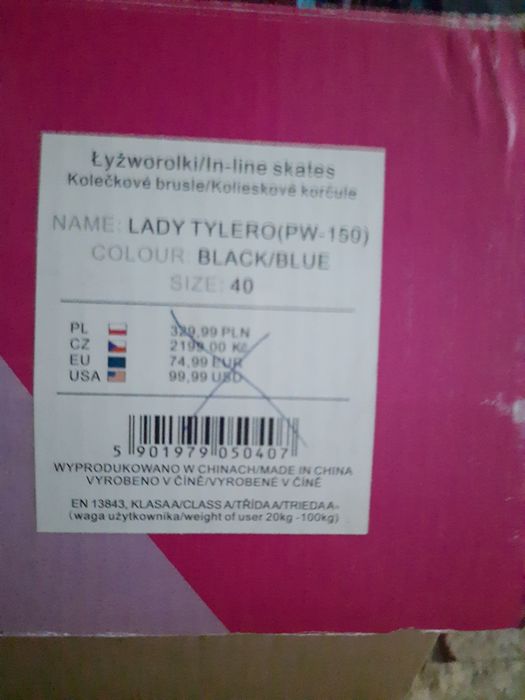 Łyżworolki/In-line skates
Kolečkové brusle/Kolieskové korčule
NAME: LADY TYLERO(PW-150)
COLOUR: BLACK/BLUE
SIZE: 40
PL 329,99 PLN
CZ 2199,00 Kč
EU 74,99 EUR
USA 99,99 USD
5 901979 050407
WYPRODUKOWANO W CHINACH/MADE IN CHINA
VYROBENO V ČÍNĚ/VYROBENÉ V ČÍNĚ
EN 13843, KLASA A/CLASS A/TŘÍDA A/TRIEDA A-
(waga użytkownika/weight of user 20kg -100kg)